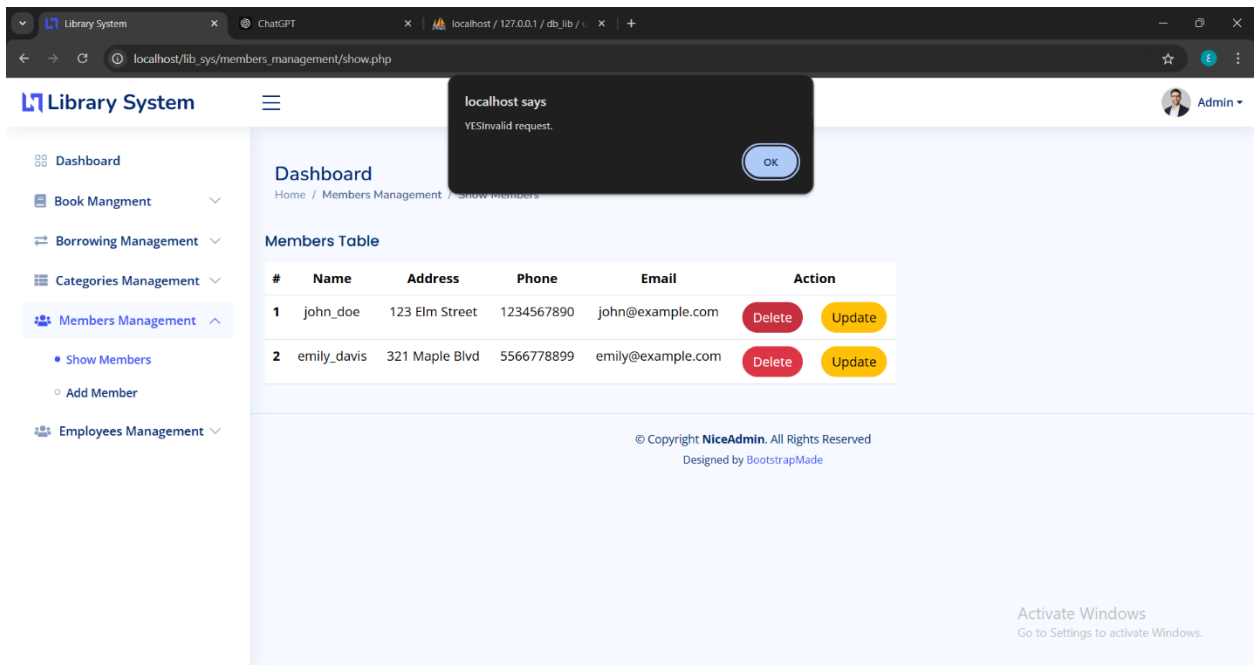 Library System
ChatGPT
localhost / 127.0.0.1 / db_lib / u
localhost/lib_sys/members_management/show.php
Library System
localhost says
YESInvalid request.
OK
Admin
Dashboard
Book Mangment
Borrowing Management
Categories Management
Members Management
Show Members
Add Member
Employees Management
Dashboard
Home / Members Management / Show Members
Members Table
# Name Address Phone Email Action
1 john_doe 123 Elm Street 1234567890 john@example.com Delete Update
2 emily_davis 321 Maple Blvd 5566778899 emily@example.com Delete Update
© Copyright NiceAdmin. All Rights Reserved
Designed by BootstrapMade
Activate Windows
Go to Settings to activate Windows.